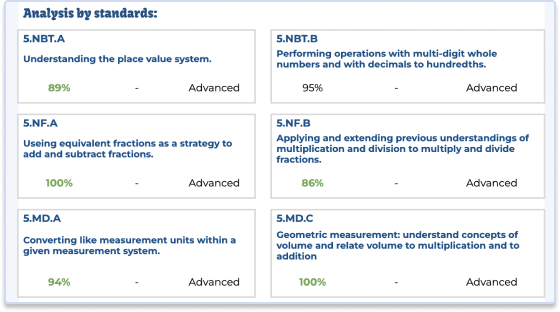 Analysis by standards:
5.NBT.A
Understanding the place value system.
89% - Advanced
5.NBT.B
Performing operations with multi-digit whole
numbers and with decimals to hundredths.
95% - Advanced
5.NF.A
Useing equivalent fractions as a strategy to
add and subtract fractions.
100% - Advanced
5.NF.B
Applying and extending previous understandings of
multiplication and division to multiply and divide
fractions.
86% - Advanced
5.MD.A
Converting like measurement units within a
given measurement system.
94% - Advanced
5.MD.C
Geometric measurement: understand concepts of
volume and relate volume to multiplication and to
addition
100% - Advanced